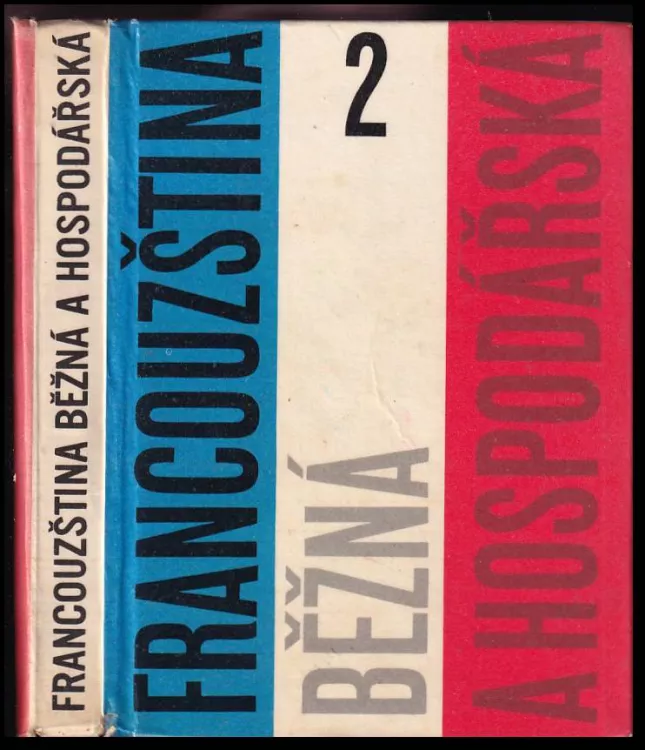 FRANCOUZŠTINA BĚŽNÁ A HOSPODÁŘSKÁ
FRANCOUZŠTINA
2
BĚŽNÁ
A HOSPODÁŘSKÁ